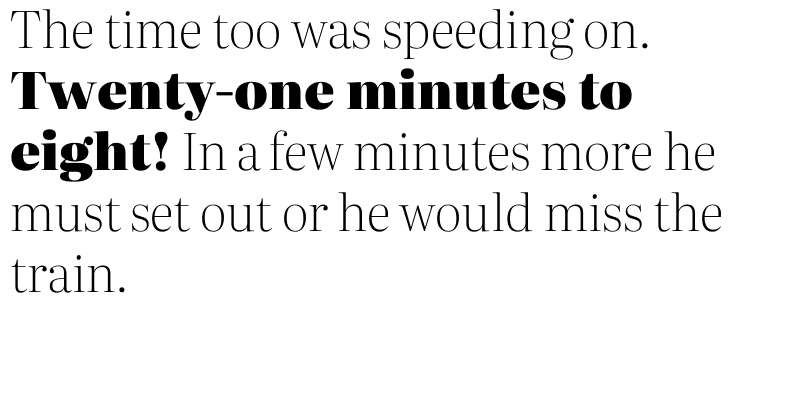 The time too was speeding on.
Twenty-one minutes to
eight! In a few minutes more he
must set out or he would miss the
train.